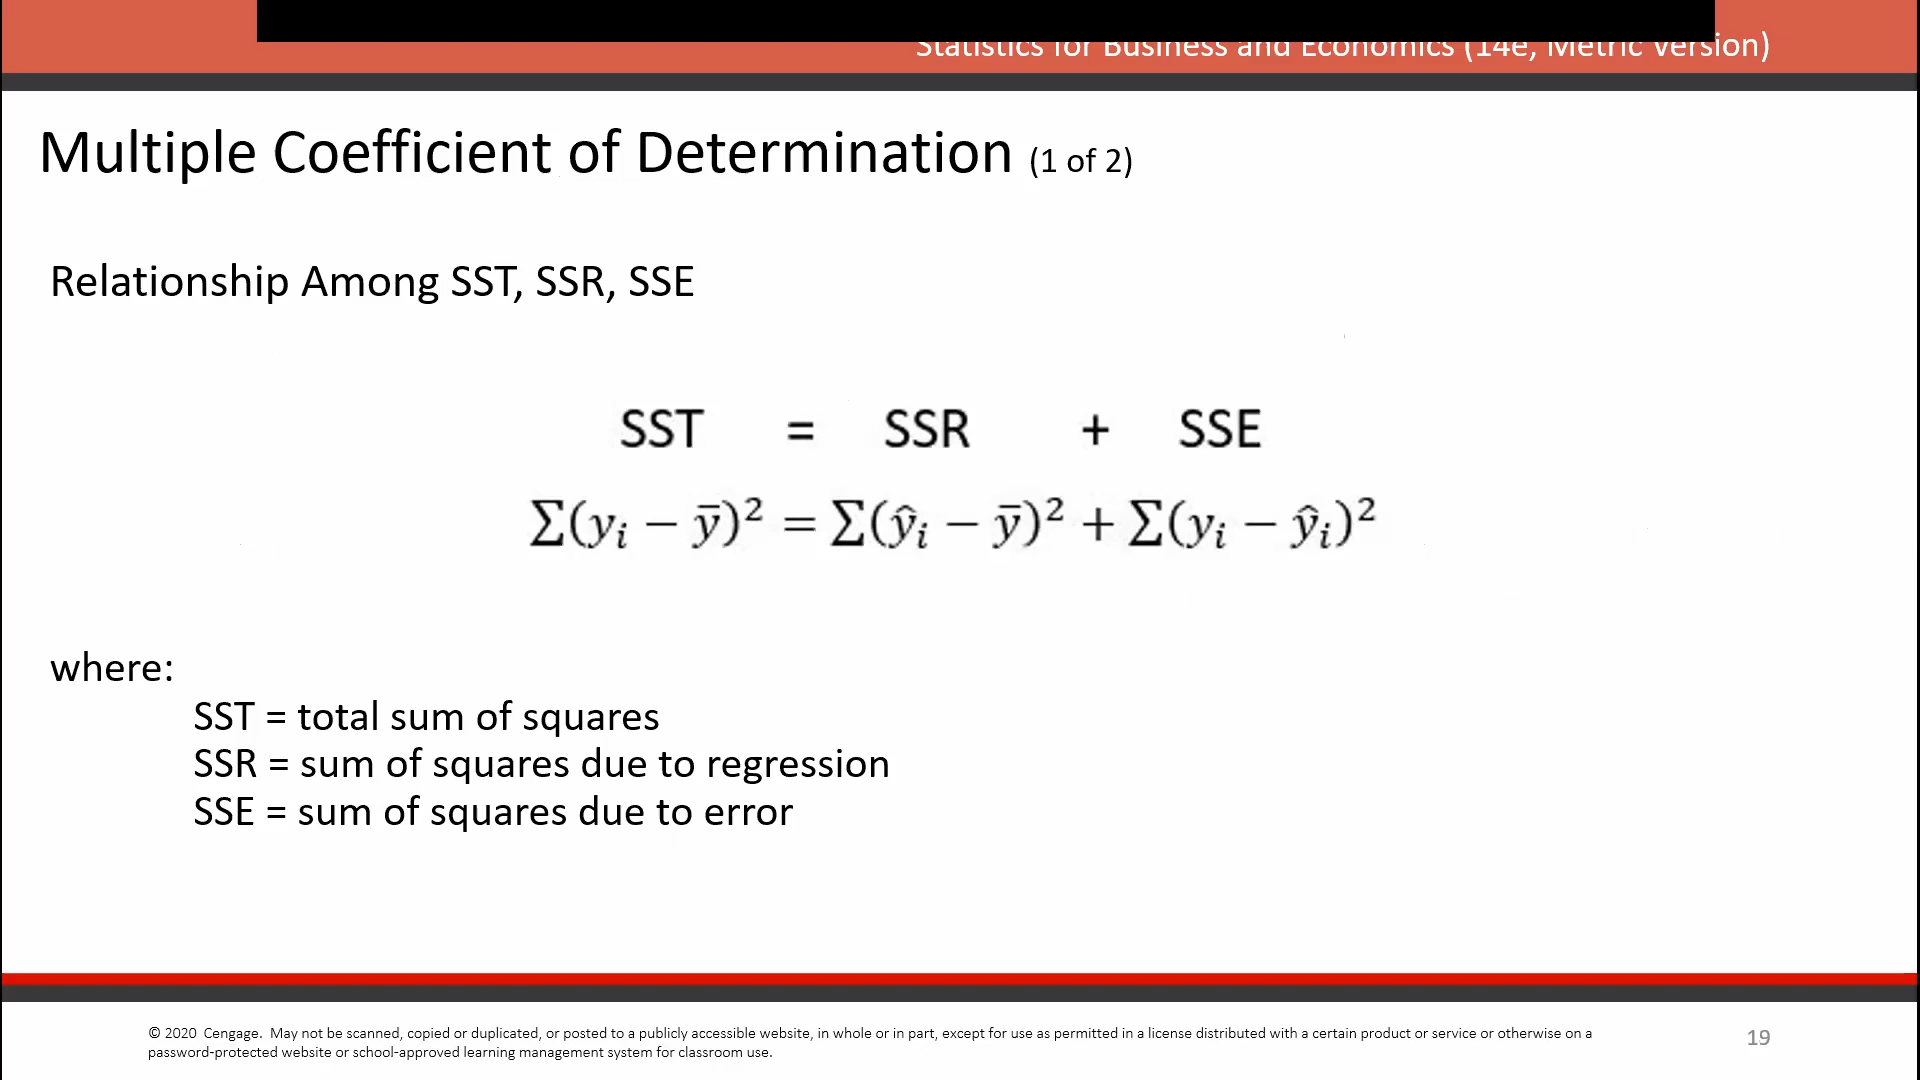 Statistics for Business and Economics (14e, Metric Version)
Multiple Coefficient of Determination (1 of 2)
Relationship Among SST, SSR, SSE
SST = SSR + SSE
∑(yᵢ − ȳ)² = ∑(ŷᵢ − ȳ)² + ∑(yᵢ − ŷᵢ)²
where:
SST = total sum of squares
SSR = sum of squares due to regression
SSE = sum of squares due to error
© 2020 Cengage. May not be scanned, copied or duplicated, or posted to a publicly accessible website, in whole or in part, except for use as permitted in a license distributed with a certain product or service or otherwise on a
password-protected website or school-approved learning management system for classroom use.
19